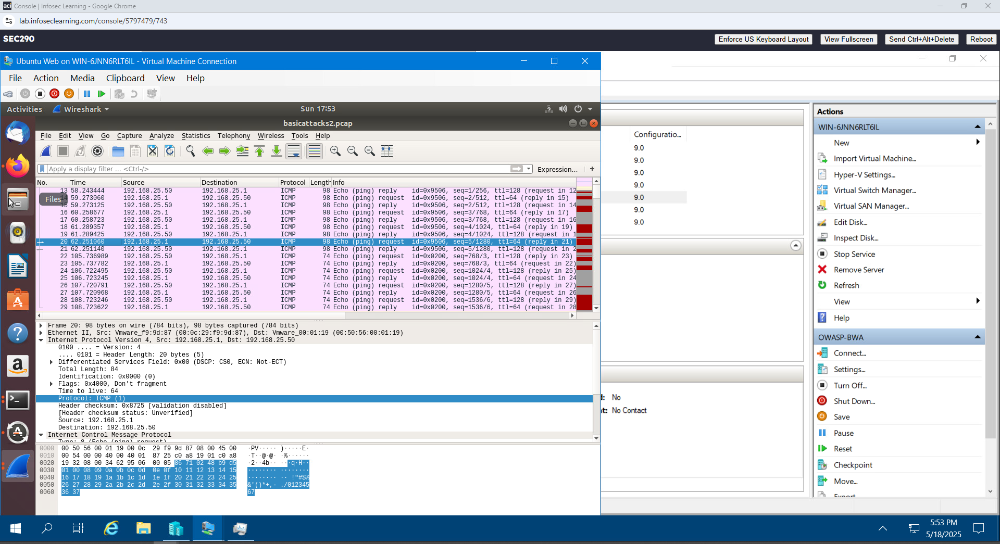 Console | Infosec Learning - Google Chrome
lab.infoseclearning.com/console/5797479/743
SEC290
Enforce US Keyboard Layout
View Fullscreen
Send Ctrl+Alt+Delete
Reboot
Ubuntu Web on WIN-6JNN6RLT6IL - Virtual Machine Connection
File Action Media Clipboard View Help
Activities Wireshark Sun 17:53
basicattacks2.pcap
File Edit View Go Capture Analyze Statistics Telephony Wireless Tools Help
Apply a display filter ... <Ctrl-/> Expression... +
No. Time Source Destination Protocol Length Info
13 58.243444 192.168.25.50 192.168.25.1 ICMP 98 Echo (ping) reply id=0x9506, seq=1/256, ttl=128 (request in 12
Files
14 59.273060 192.168.25.1 192.168.25.50 ICMP 98 Echo (ping) request id=0x9506, seq=2/512, ttl=64 (reply in 15)
15 59.273125 192.168.25.50 192.168.25.1 ICMP 98 Echo (ping) reply id=0x9506, seq=2/512, ttl=128 (request in 14
16 60.258677 192.168.25.1 192.168.25.50 ICMP 98 Echo (ping) request id=0x9506, seq=3/768, ttl=64 (reply in 17)
17 60.258723 192.168.25.50 192.168.25.1 ICMP 98 Echo (ping) reply id=0x9506, seq=3/768, ttl=128 (request in 16
18 61.289357 192.168.25.1 192.168.25.50 ICMP 98 Echo (ping) request id=0x9506, seq=4/1024, ttl=64 (reply in 19)
19 61.289425 192.168.25.50 192.168.25.1 ICMP 98 Echo (ping) reply id=0x9506, seq=4/1024, ttl=128 (request in 1
20 62.251060 192.168.25.1 192.168.25.50 ICMP 98 Echo (ping) request id=0x9506, seq=5/1280, ttl=64 (reply in 21)
21 62.251140 192.168.25.50 192.168.25.1 ICMP 98 Echo (ping) reply id=0x9506, seq=5/1280, ttl=128 (request in 2
22 105.736989 192.168.25.50 192.168.25.1 ICMP 74 Echo (ping) request id=0x0200, seq=768/3, ttl=128 (reply in 23)
23 105.737782 192.168.25.1 192.168.25.50 ICMP 74 Echo (ping) reply id=0x0200, seq=768/3, ttl=64 (request in 22)
24 106.722495 192.168.25.50 192.168.25.1 ICMP 74 Echo (ping) request id=0x0200, seq=1024/4, ttl=128 (reply in 25)
25 106.723245 192.168.25.1 192.168.25.50 ICMP 74 Echo (ping) reply id=0x0200, seq=1024/4, ttl=64 (request in 24
26 107.720791 192.168.25.50 192.168.25.1 ICMP 74 Echo (ping) request id=0x0200, seq=1280/5, ttl=128 (reply in 27)
27 107.720968 192.168.25.1 192.168.25.50 ICMP 74 Echo (ping) reply id=0x0200, seq=1280/5, ttl=64 (request in 26
28 108.723246 192.168.25.50 192.168.25.1 ICMP 74 Echo (ping) request id=0x0200, seq=1536/6, ttl=128 (reply in 29)
29 108.723622 192.168.25.1 192.168.25.50 ICMP 74 Echo (ping) reply id=0x0200, seq=1536/6, ttl=64 (request in 28
Frame 20: 98 bytes on wire (784 bits), 98 bytes captured (784 bits)
Ethernet II, Src: Vmware_f9:9d:87 (00:0c:29:f9:9d:87), Dst: Vmware_00:01:19 (00:50:56:00:01:19)
Internet Protocol Version 4, Src: 192.168.25.1, Dst: 192.168.25.50
0100 .... = Version: 4
.... 0101 = Header Length: 20 bytes (5)
Differentiated Services Field: 0x00 (DSCP: CS0, ECN: Not-ECT)
Total Length: 84
Identification: 0x0000 (0)
Flags: 0x4000, Don't fragment
Time to live: 64
Protocol: ICMP (1)
Header checksum: 0x8725 [validation disabled]
[Header checksum status: Unverified]
Source: 192.168.25.1
Destination: 192.168.25.50
Internet Control Message Protocol
Type: 8 (Echo (ping) request)
0000 00 50 56 00 01 19 00 0c 29 f9 9d 87 08 00 45 00 ·PV····· )·····E·
0010 00 54 00 00 40 00 40 01 87 25 c0 a8 19 01 c0 a8 ·T··@·@· ·%······
0020 19 32 08 00 34 62 95 06 00 05 86 71 02 48 b9 d5 ·2··4b·· ···q·H··
0030 01 00 08 09 0a 0b 0c 0d 0e 0f 10 11 12 13 14 15 ········ ········
0040 16 17 18 19 1a 1b 1c 1d 1e 1f 20 21 22 23 24 25 ········ ·· !"#$%
0050 26 27 28 29 2a 2b 2c 2d 2e 2f 30 31 32 33 34 35 &'()*+,- ./012345
0060 36 37 67
Configuratio...
9.0
9.0
9.0
9.0
9.0
9.0
9.0
No
No Contact
Actions
WIN-6JNN6RLT6IL
New
Import Virtual Machine...
Hyper-V Settings...
Virtual Switch Manager...
Virtual SAN Manager...
Edit Disk...
Inspect Disk...
Stop Service
Remove Server
Refresh
View
Help
OWASP-BWA
Connect...
Settings...
Turn Off...
Shut Down...
Save
Pause
Reset
Checkpoint
Move...
Export
5:53 PM
5/18/2025